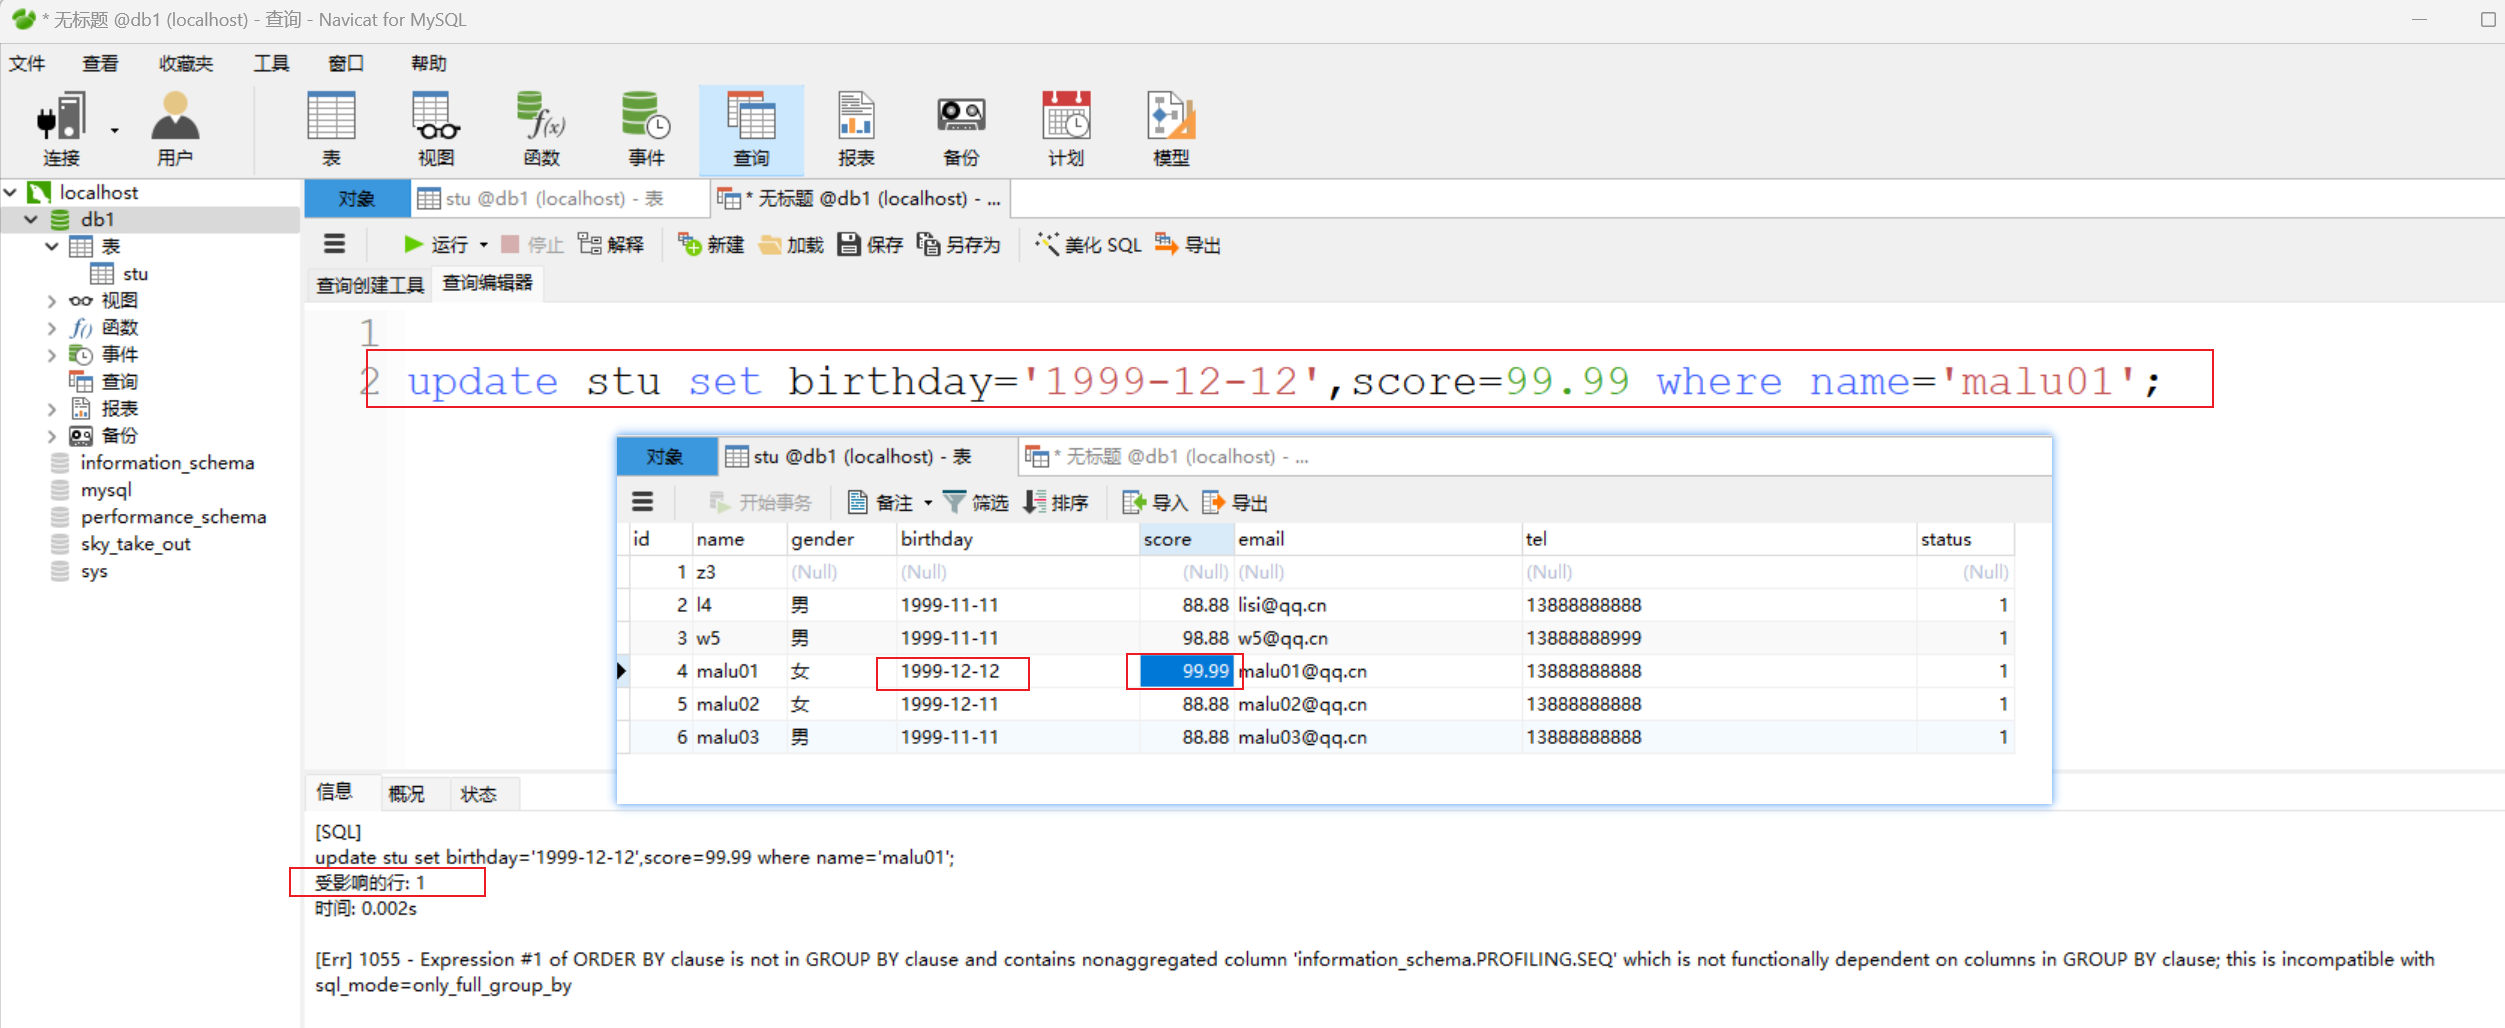 * 无标题 @db1 (localhost) - 查询 - Navicat for MySQL
文件 查看 收藏夹 工具 窗口 帮助
连接 用户 表 视图 函数 事件 查询 报表 备份 计划 模型
localhost
db1
表
stu
视图
函数
事件
查询
报表
备份
information_schema
mysql
performance_schema
sky_take_out
sys
对象 stu @db1 (localhost) - 表 * 无标题 @db1 (localhost) - ...
运行 停止 解释 新建 加载 保存 另存为 美化 SQL 导出
查询创建工具 查询编辑器
1
2 update stu set birthday='1999-12-12',score=99.99 where name='malu01';
对象 stu @db1 (localhost) - 表 * 无标题 @db1 (localhost) - ...
开始事务 备注 筛选 排序 导入 导出
id name gender birthday score email tel status
1 z3 (Null) (Null) (Null) (Null) (Null) (Null)
2 l4 男 1999-11-11 88.88 lisi@qq.cn 13888888888 1
3 w5 男 1999-11-11 98.88 w5@qq.cn 13888888999 1
4 malu01 女 1999-12-12 99.99 malu01@qq.cn 13888888888 1
5 malu02 女 1999-12-11 88.88 malu02@qq.cn 13888888888 1
6 malu03 男 1999-11-11 88.88 malu03@qq.cn 13888888888 1
信息 概况 状态
[SQL]
update stu set birthday='1999-12-12',score=99.99 where name='malu01';
受影响的行: 1
时间: 0.002s
[Err] 1055 - Expression #1 of ORDER BY clause is not in GROUP BY clause and contains nonaggregated column 'information_schema.PROFILING.SEQ' which is not functionally dependent on columns in GROUP BY clause; this is incompatible with
sql_mode=only_full_group_by